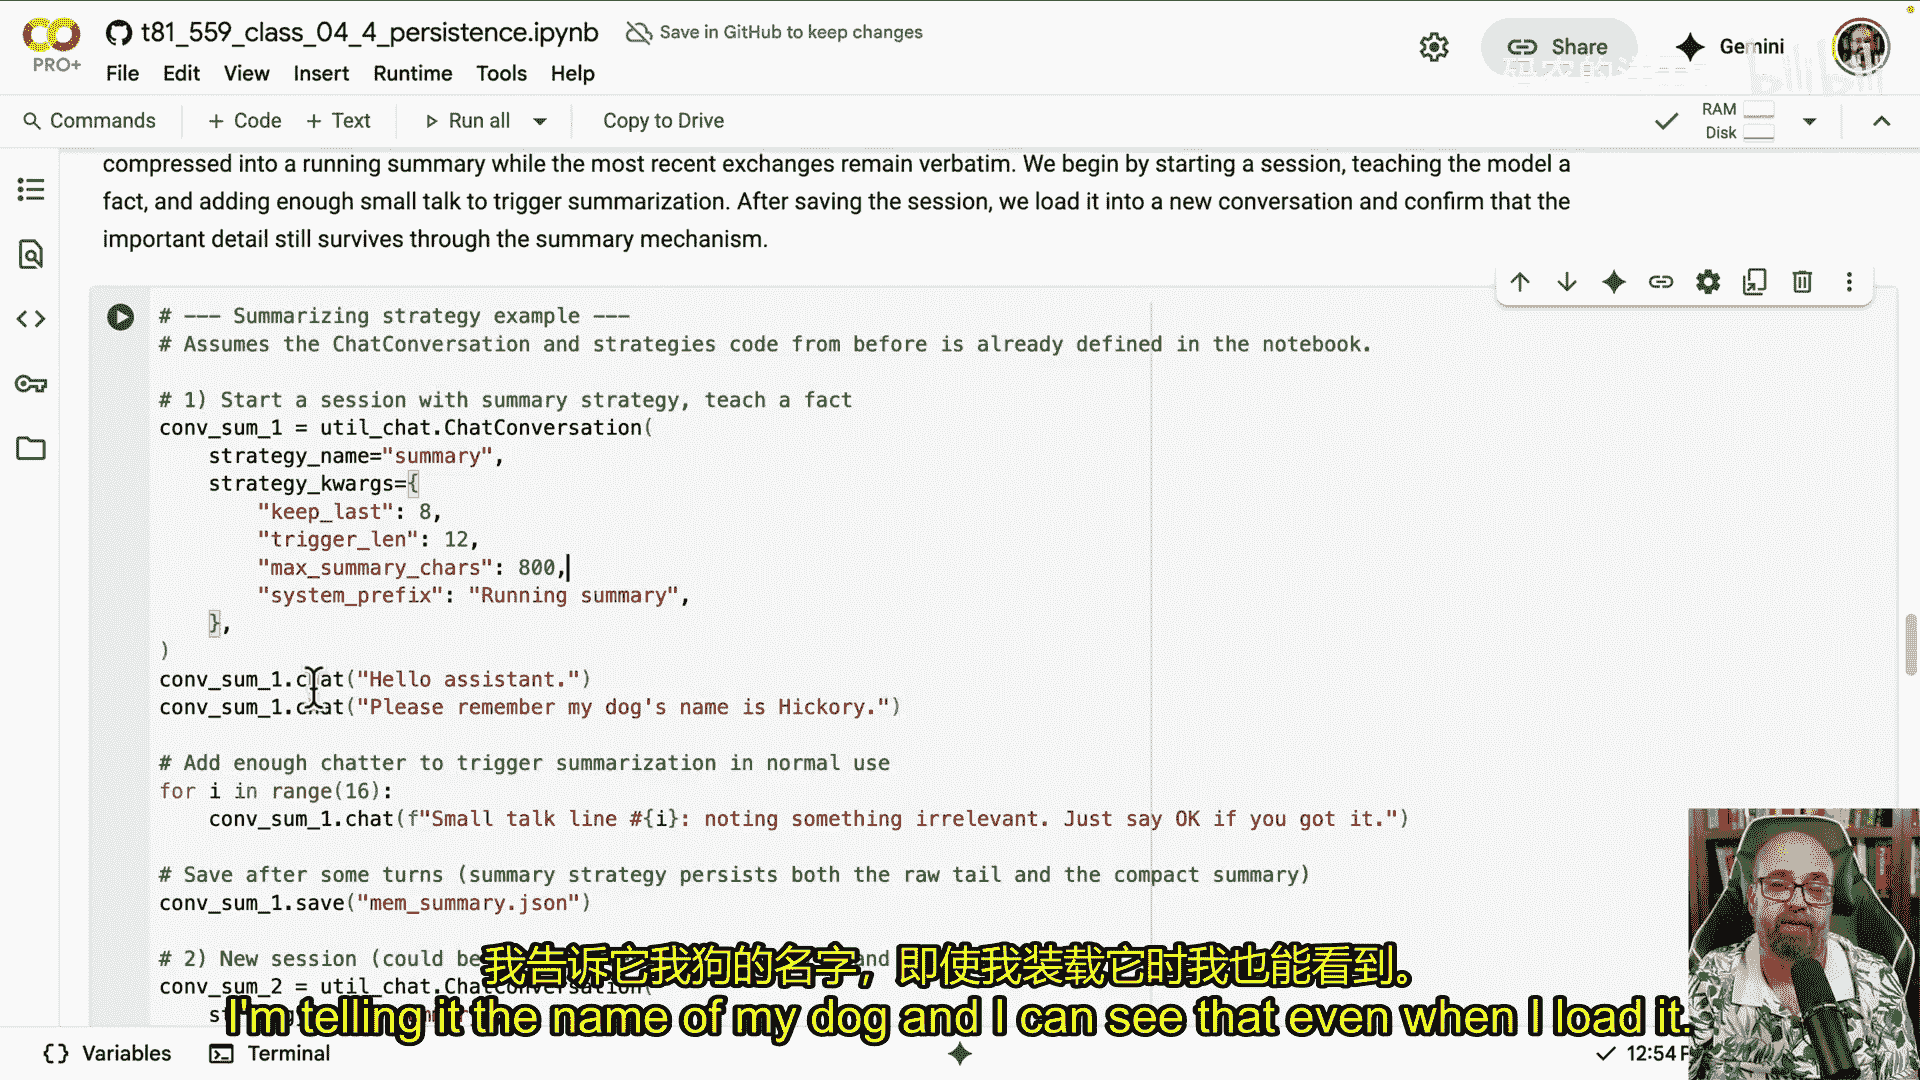 t81_559_class_04_4_persistence.ipynb
Save in GitHub to keep changes
Share
Gemini
PRO+
File Edit View Insert Runtime Tools Help
Commands
+ Code + Text
Run all
Copy to Drive
RAM
Disk
compressed into a running summary while the most recent exchanges remain verbatim. We begin by starting a session, teaching the model a
fact, and adding enough small talk to trigger summarization. After saving the session, we load it into a new conversation and confirm that the
important detail still survives through the summary mechanism.
# --- Summarizing strategy example ---
# Assumes the ChatConversation and strategies code from before is already defined in the notebook.
# 1) Start a session with summary strategy, teach a fact
conv_sum_1 = util_chat.ChatConversation(
strategy_name="summary",
strategy_kwargs={
"keep_last": 8,
"trigger_len": 12,
"max_summary_chars": 800,
"system_prefix": "Running summary",
},
)
conv_sum_1.chat("Hello assistant.")
conv_sum_1.chat("Please remember my dog's name is Hickory.")
# Add enough chatter to trigger summarization in normal use
for i in range(16):
conv_sum_1.chat(f"Small talk line #{i}: noting something irrelevant. Just say OK if you got it.")
# Save after some turns (summary strategy persists both the raw tail and the compact summary)
conv_sum_1.save("mem_summary.json")
# 2) New session (could be
conv_sum_2 = util_chat.ChatConversation(
我告诉它我狗的名字，即使我装载它时我也能看到。
I'm telling it the name of my dog and I can see that even when I load it.
Variables
Terminal
12:54